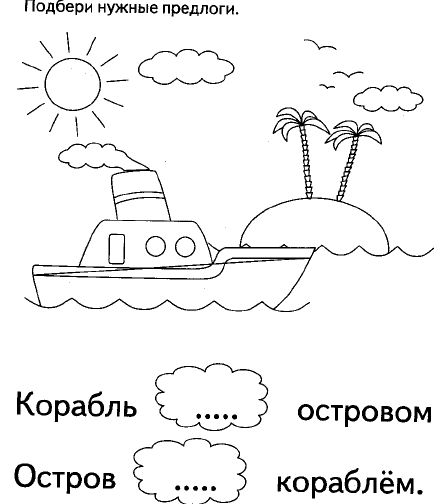 Подбери нужные предлоги.
Корабль ..... островом
Остров ..... кораблём.